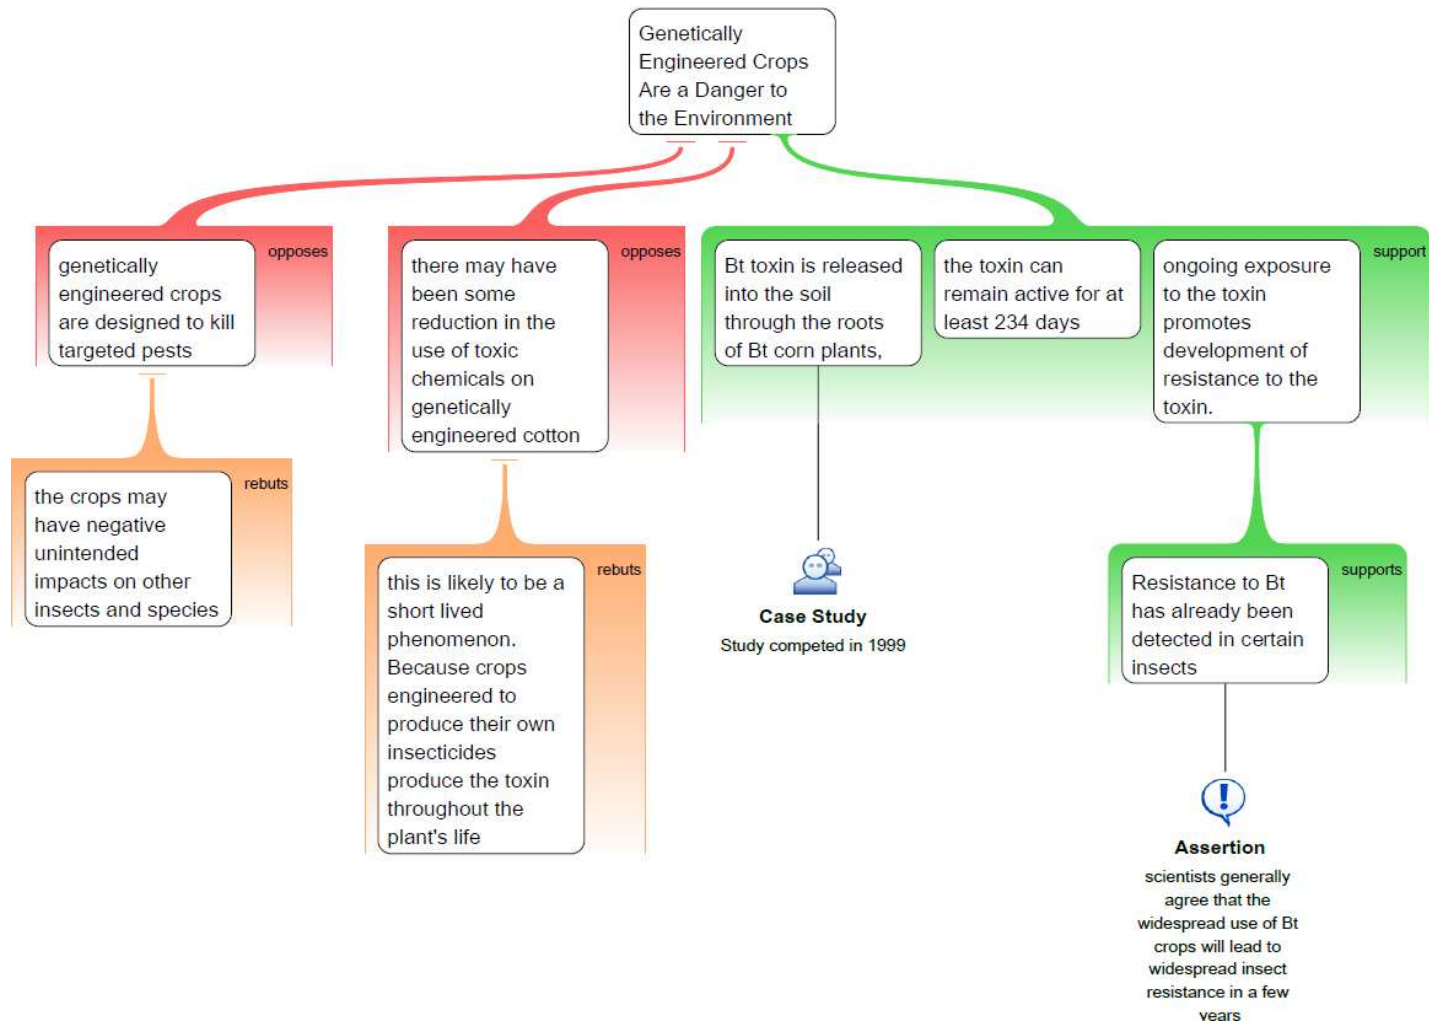 Genetically
Engineered Crops
Are a Danger to
the Environment
genetically
engineered crops
are designed to kill
targeted pests
opposes
there may have
been some
reduction in the
use of toxic
chemicals on
genetically
engineered cotton
opposes
Bt toxin is released
into the soil
through the roots
of Bt corn plants,
the toxin can
remain active for at
least 234 days
ongoing exposure
to the toxin
promotes
development of
resistance to the
toxin.
support
the crops may
have negative
unintended
impacts on other
insects and species
rebuts
this is likely to be a
short lived
phenomenon.
Because crops
engineered to
produce their own
insecticides
produce the toxin
throughout the
plant's life
rebuts
Case Study
Study competed in 1999
Resistance to Bt
has already been
detected in certain
insects
supports
Assertion
scientists generally
agree that the
widespread use of Bt
crops will lead to
widespread insect
resistance in a few
years